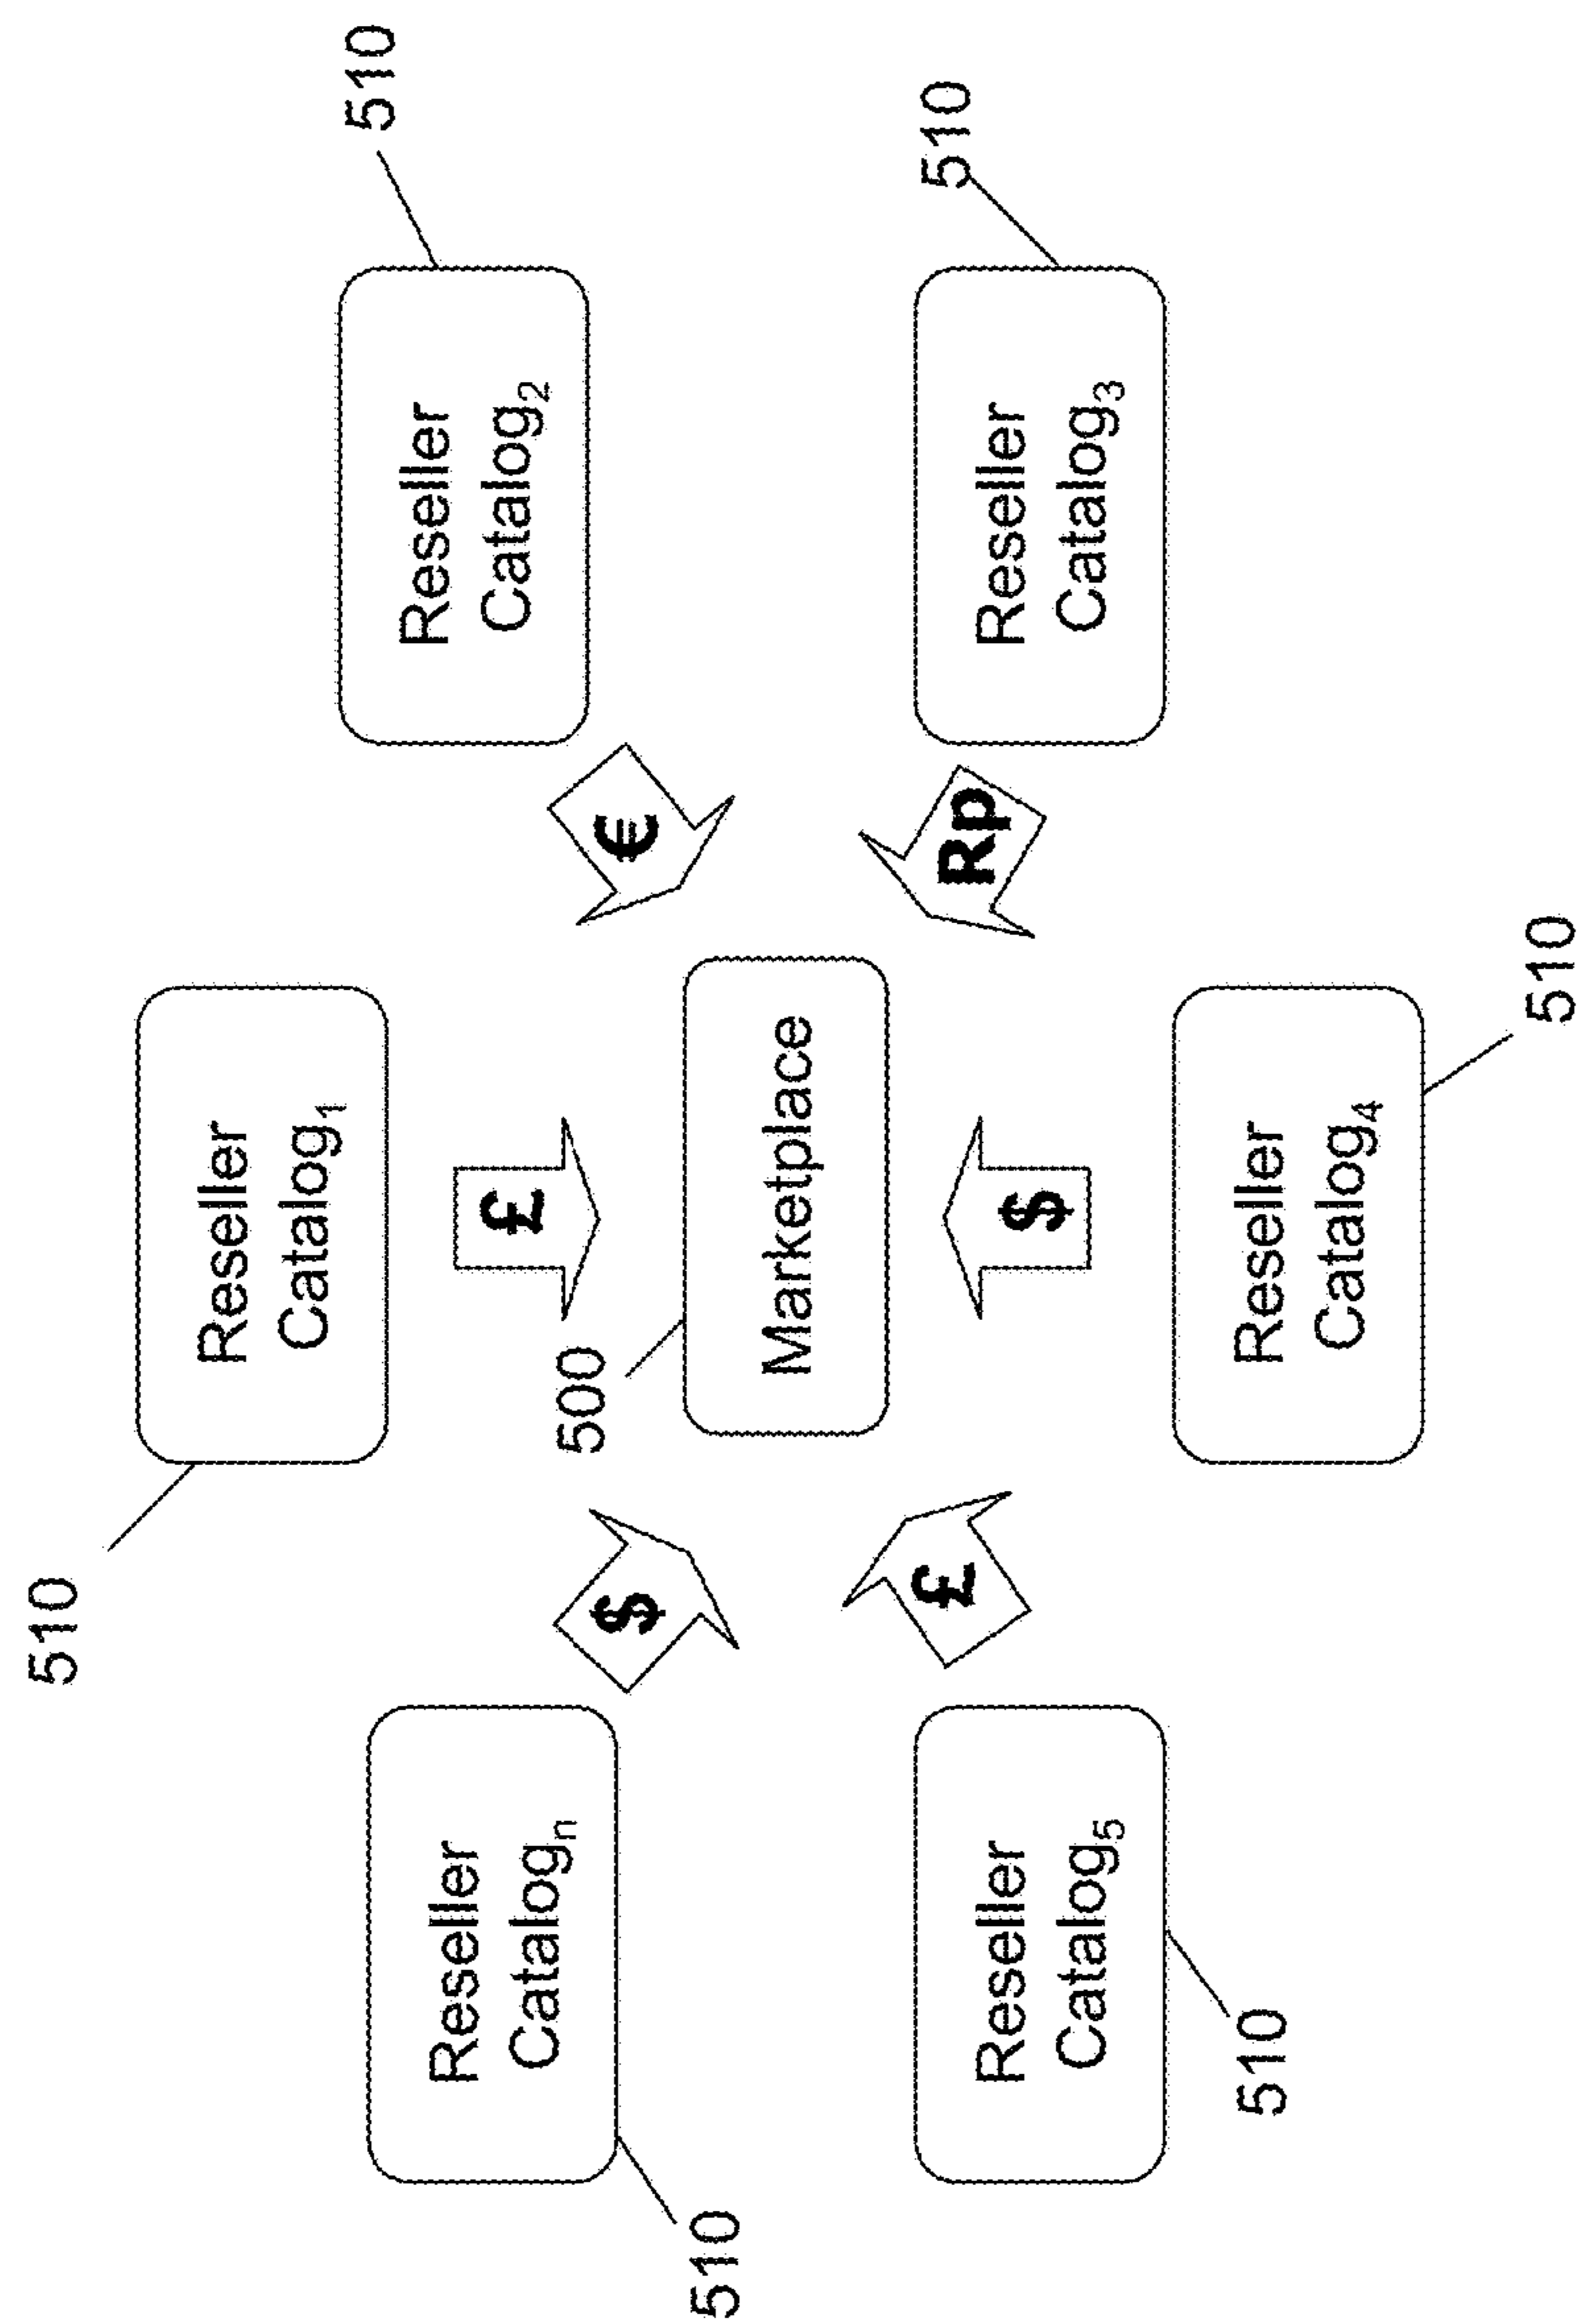 510
Reseller
Catalog₁
510
Reseller
Catalogₙ
Reseller
Catalog₂
510
£
500
$
€
Marketplace
£
$
Rp
510
Reseller
Catalog₅
Reseller
Catalog₃
510
Reseller
Catalog₄
510